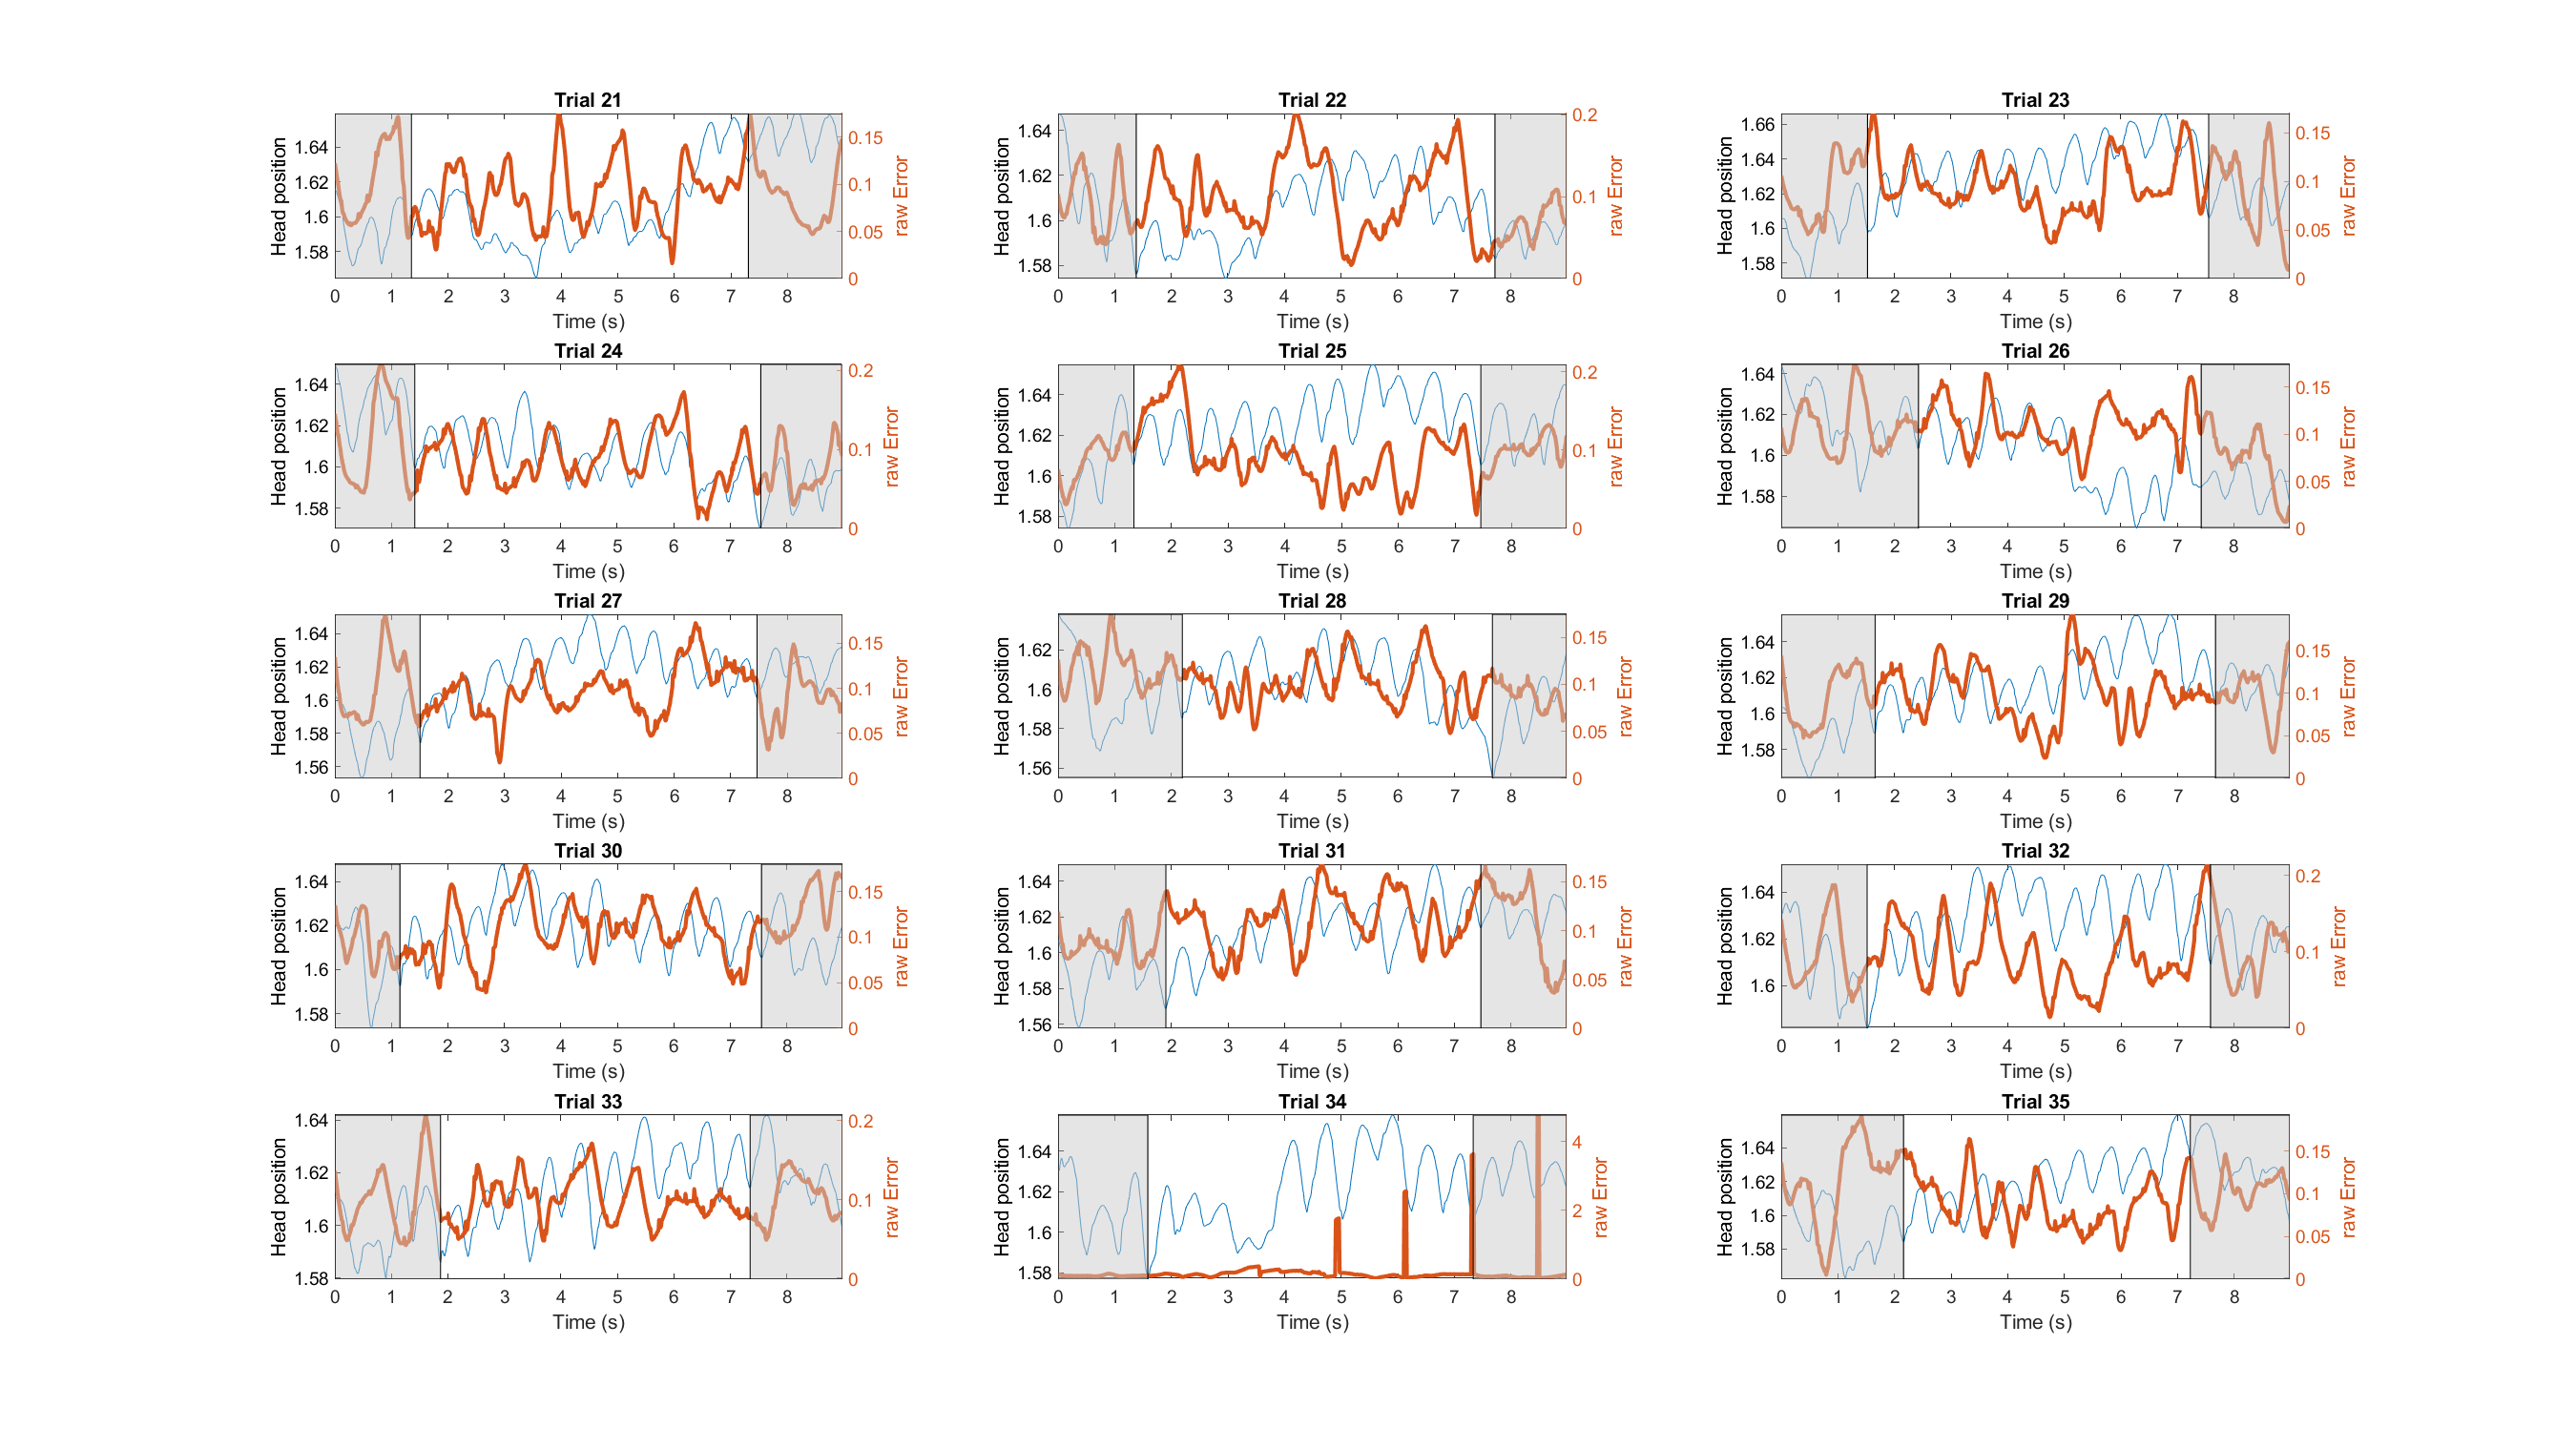 Trial 21
Head position
1.64
1.62
1.6
1.58
0.15
0.1
0.05
0
raw Error
0 1 2 3 4 5 6 7 8
Time (s)
Trial 22
Head position
1.64
1.62
1.6
1.58
0.2
0.1
0
raw Error
0 1 2 3 4 5 6 7 8
Time (s)
Trial 23
Head position
1.66
1.64
1.62
1.6
1.58
0.15
0.1
0.05
0
raw Error
0 1 2 3 4 5 6 7 8
Time (s)
Trial 24
Head position
1.64
1.62
1.6
1.58
0.2
0.1
0
raw Error
0 1 2 3 4 5 6 7 8
Time (s)
Trial 25
Head position
1.64
1.62
1.6
1.58
0.2
0.1
0
raw Error
0 1 2 3 4 5 6 7 8
Time (s)
Trial 26
Head position
1.64
1.62
1.6
1.58
0.15
0.1
0.05
0
raw Error
0 1 2 3 4 5 6 7 8
Time (s)
Trial 27
Head position
1.64
1.62
1.6
1.58
1.56
0.15
0.1
0.05
0
raw Error
0 1 2 3 4 5 6 7 8
Time (s)
Trial 28
Head position
1.62
1.6
1.58
1.56
0.15
0.1
0.05
0
raw Error
0 1 2 3 4 5 6 7 8
Time (s)
Trial 29
Head position
1.64
1.62
1.6
1.58
0.15
0.1
0.05
0
raw Error
0 1 2 3 4 5 6 7 8
Time (s)
Trial 30
Head position
1.64
1.62
1.6
1.58
0.15
0.1
0.05
0
raw Error
0 1 2 3 4 5 6 7 8
Time (s)
Trial 31
Head position
1.64
1.62
1.6
1.58
1.56
0.15
0.1
0.05
0
raw Error
0 1 2 3 4 5 6 7 8
Time (s)
Trial 32
Head position
1.64
1.62
1.6
0.2
0.1
0
raw Error
0 1 2 3 4 5 6 7 8
Time (s)
Trial 33
Head position
1.64
1.62
1.6
1.58
0.2
0.1
0
raw Error
0 1 2 3 4 5 6 7 8
Time (s)
Trial 34
Head position
1.64
1.62
1.6
1.58
4
2
0
raw Error
0 1 2 3 4 5 6 7 8
Time (s)
Trial 35
Head position
1.64
1.62
1.6
1.58
0.15
0.1
0.05
0
raw Error
0 1 2 3 4 5 6 7 8
Time (s)